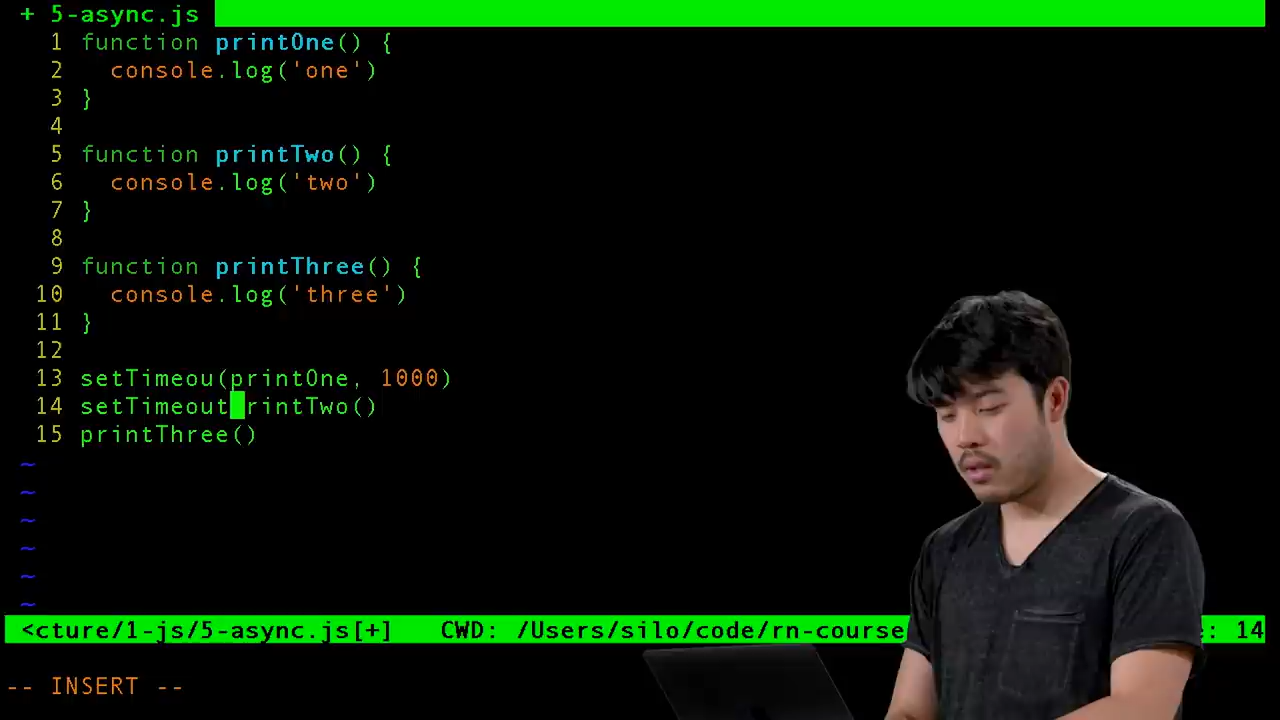 + 5-async.js
1 function printOne() {
2   console.log('one')
3 }
4
5 function printTwo() {
6   console.log('two')
7 }
8
9 function printThree() {
10   console.log('three')
11 }
12
13 setTimeou(printOne, 1000)
14 setTimeoutprintTwo()
15 printThree()
~
~
~
~
~
~
<cture/1-js/5-async.js[+]   CWD: /Users/silo/code/rn-course : 14
-- INSERT --